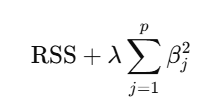 RSS + λ ∑_{j=1}^{p} β_j^2